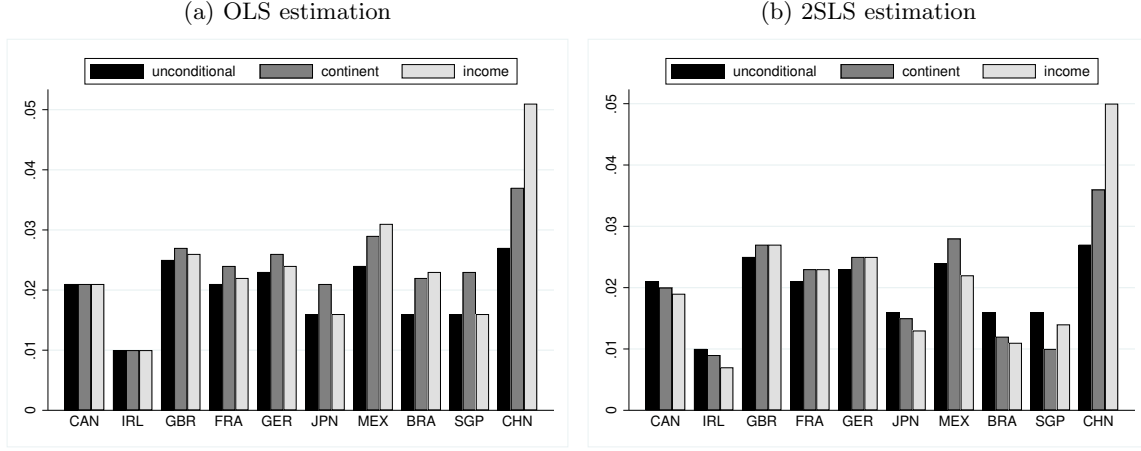 (a) OLS estimation
unconditional continent income
.05
.04
.03
.02
.01
0
CAN IRL GBR FRA GER JPN MEX BRA SGP CHN
(b) 2SLS estimation
unconditional continent income
.05
.04
.03
.02
.01
0
CAN IRL GBR FRA GER JPN MEX BRA SGP CHN